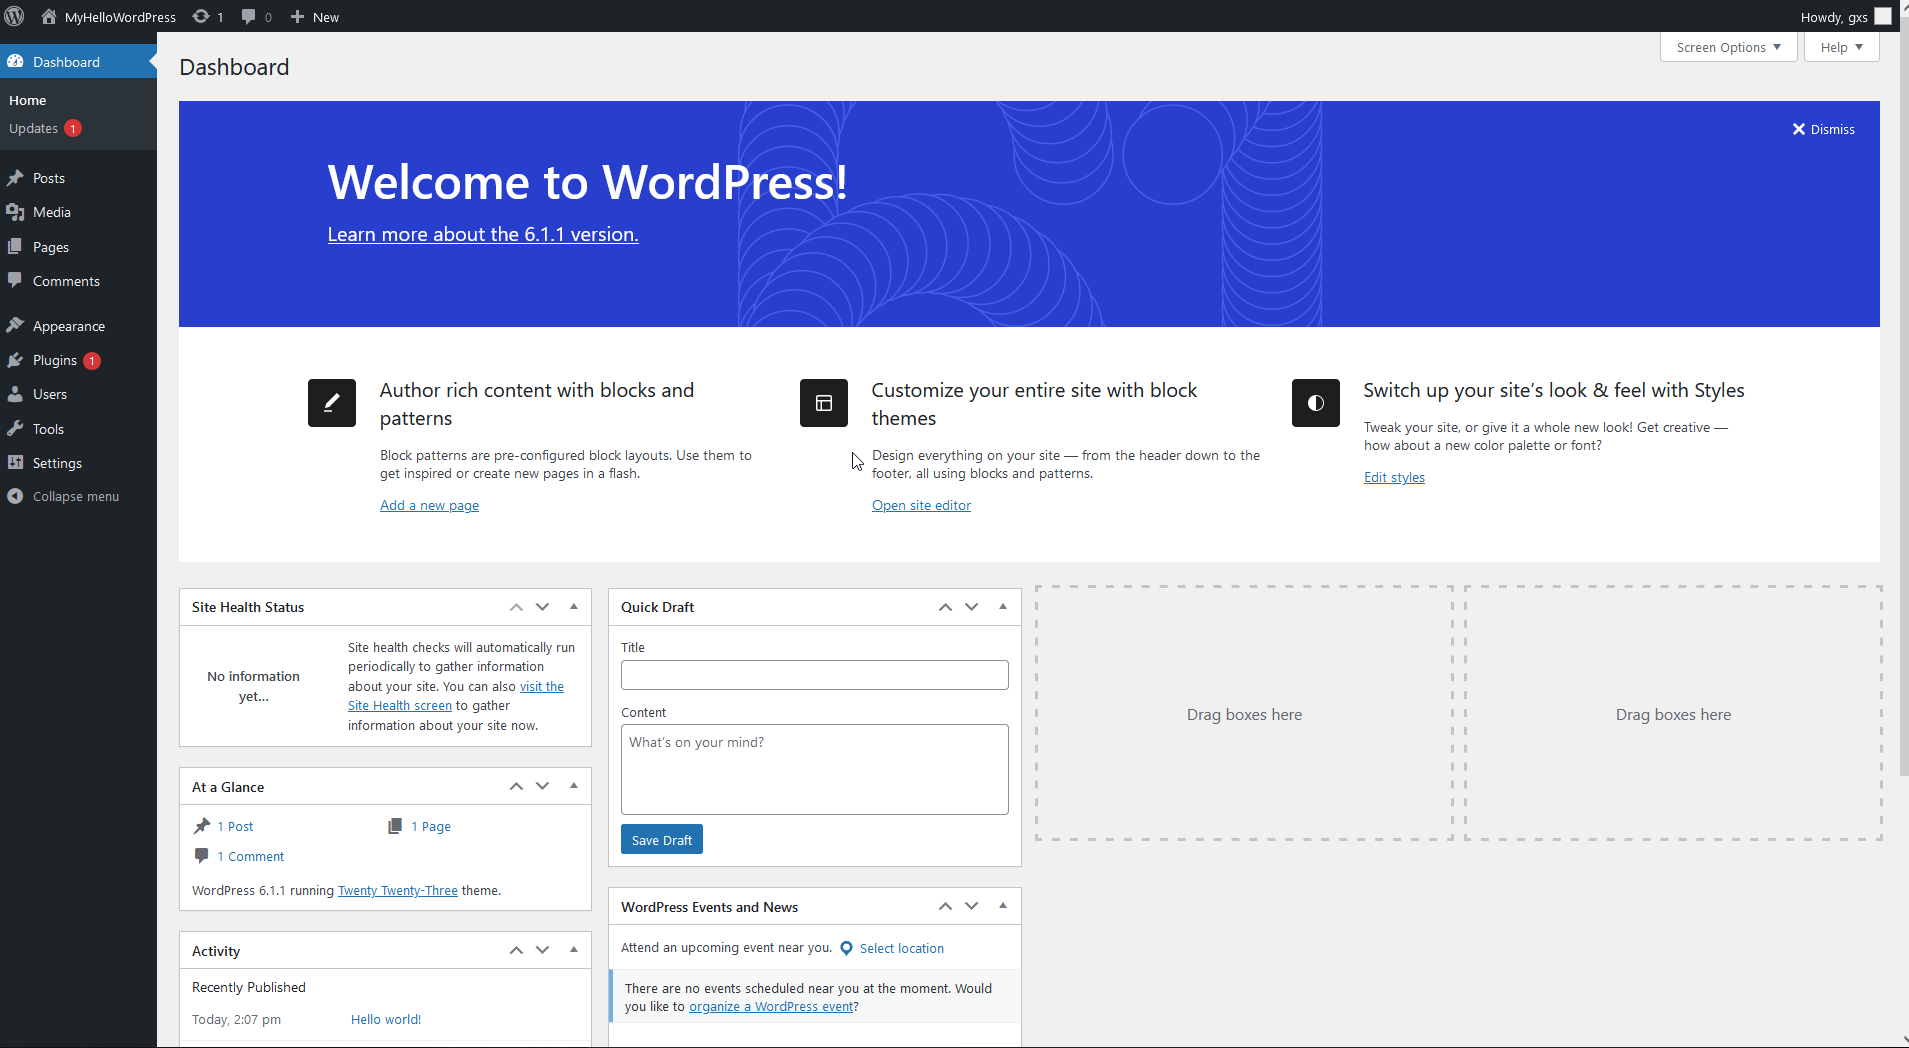 MyHelloWordPress 1 0 New Howdy, gxs
Screen Options Help
Dashboard
Home
Updates 1
Posts
Media
Pages
Comments
Appearance
Plugins 1
Users
Tools
Settings
Collapse menu
Dashboard
Dismiss
Welcome to WordPress!
Learn more about the 6.1.1 version.
Author rich content with blocks and
patterns
Block patterns are pre-configured block layouts. Use them to
get inspired or create new pages in a flash.
Add a new page
Customize your entire site with block
themes
Design everything on your site — from the header down to the
footer, all using blocks and patterns.
Open site editor
Switch up your site’s look & feel with Styles
Tweak your site, or give it a whole new look! Get creative —
how about a new color palette or font?
Edit styles
Site Health Status
No information
yet...
Site health checks will automatically run
periodically to gather information
about your site. You can also visit the
Site Health screen to gather
information about your site now.
At a Glance
1 Post
1 Page
1 Comment
WordPress 6.1.1 running Twenty Twenty-Three theme.
Activity
Recently Published
Today, 2:07 pm Hello world!
Quick Draft
Title
Content
What’s on your mind?
Save Draft
WordPress Events and News
Attend an upcoming event near you. Select location
There are no events scheduled near you at the moment. Would
you like to organize a WordPress event?
Drag boxes here
Drag boxes here